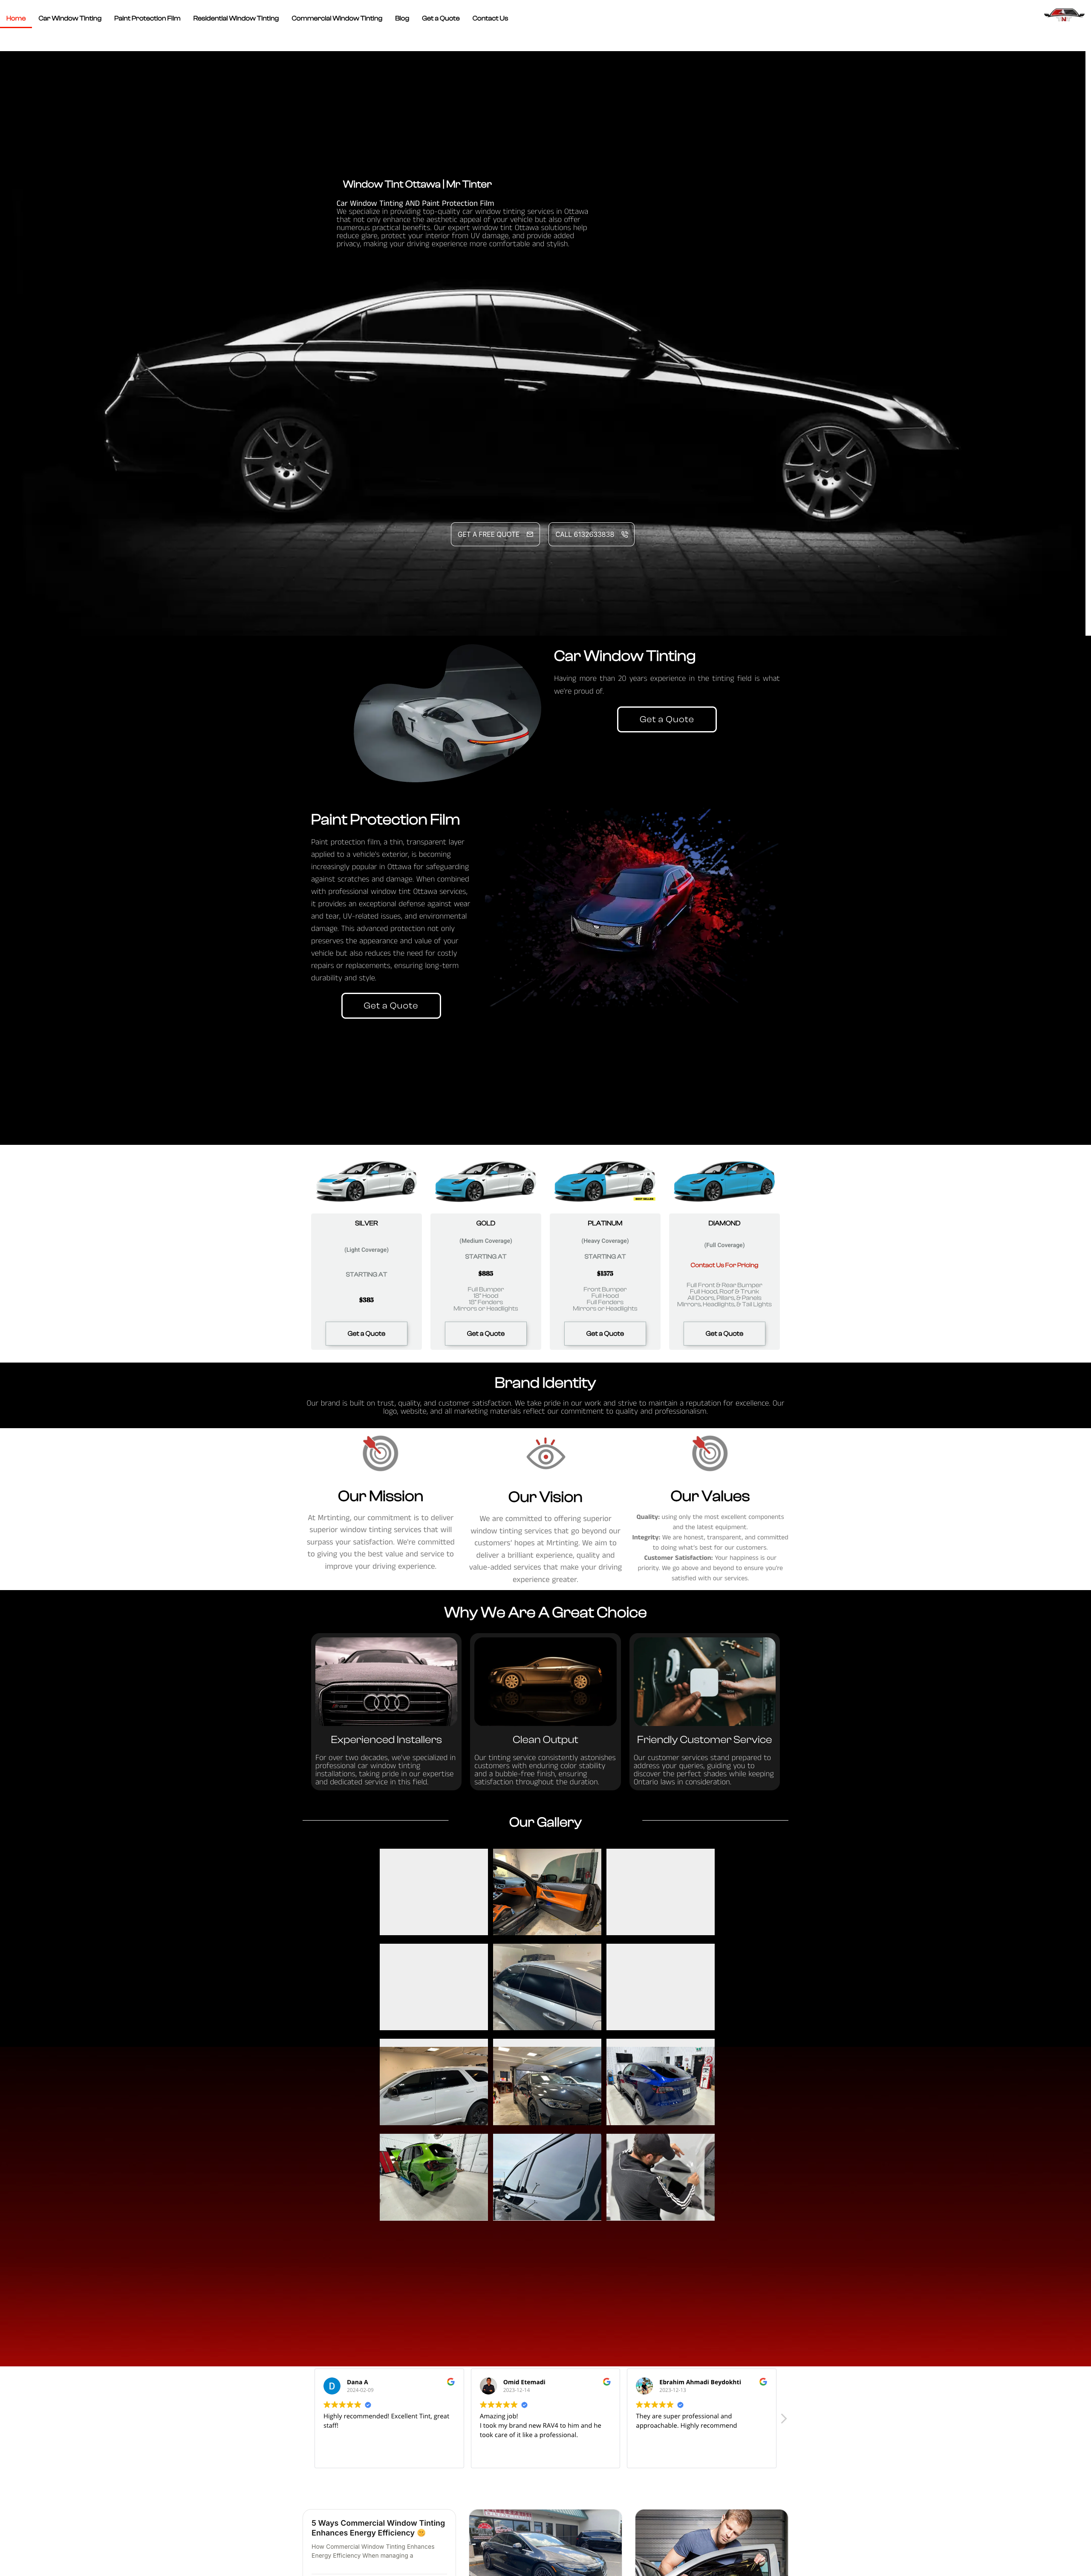 Home Car Window Tinting Paint Protection Film Residential Window Tinting Commercial Window Tinting Blog Get a Quote Contact Us
Window Tint Ottawa | Mr Tinter
Car Window Tinting AND Paint Protection Film
We specialize in providing top-quality car window tinting services in Ottawa
that not only enhance the aesthetic appeal of your vehicle but also offer
numerous practical benefits. Our expert window tint Ottawa solutions help
reduce glare, protect your interior from UV damage, and provide added
privacy, making your driving experience more comfortable and stylish.
GET A FREE QUOTE
CALL 6132633838
Car Window Tinting
Having more than 20 years experience in the tinting field is what
we're proud of.
Get a Quote
Paint Protection Film
Paint protection film, a thin, transparent layer
applied to a vehicle's exterior, is becoming
increasingly popular in Ottawa for safeguarding
against scratches and damage. When combined
with professional window tint Ottawa services,
it provides an exceptional defense against wear
and tear, UV-related issues, and environmental
damage. This advanced protection not only
preserves the appearance and value of your
vehicle but also reduces the need for costly
repairs or replacements, ensuring long-term
durability and style.
Get a Quote
SILVER
(Light Coverage)
STARTING AT
$385
Get a Quote
GOLD
(Medium Coverage)
STARTING AT
$885
Full Bumper
18" Hood
18" Fenders
Mirrors or Headlights
Get a Quote
BEST SELLER
PLATINUM
(Heavy Coverage)
STARTING AT
$1575
Front Bumper
Full Hood
Full Fenders
Mirrors or Headlights
Get a Quote
DIAMOND
(Full Coverage)
Contact Us For Pricing
Full Front & Rear Bumper
Full Hood, Roof & Trunk
All Doors, Pillars, & Panels
Mirrors, Headlights, & Tail Lights
Get a Quote
Brand Identity
Our brand is built on trust, quality, and customer satisfaction. We take pride in our work and strive to maintain a reputation for excellence. Our
logo, website, and all marketing materials reflect our commitment to quality and professionalism.
Our Mission
At Mrtinting, our commitment is to deliver
superior window tinting services that will
surpass your satisfaction. We're committed
to giving you the best value and service to
improve your driving experience.
Our Vision
We are committed to offering superior
window tinting services that go beyond our
customers' hopes at Mrtinting. We aim to
deliver a brilliant experience, quality and
value-added services that make your driving
experience greater.
Our Values
Quality: using only the most excellent components
and the latest equipment.
Integrity: We are honest, transparent, and committed
to doing what's best for our customers.
Customer Satisfaction: Your happiness is our
priority. We go above and beyond to ensure you're
satisfied with our services.
Why We Are A Great Choice
Experienced Installers
For over two decades, we've specialized in
professional car window tinting
installations, taking pride in our expertise
and dedicated service in this field.
Clean Output
Our tinting service consistently astonishes
customers with enduring color stability
and a bubble-free finish, ensuring
satisfaction throughout the duration.
Friendly Customer Service
Our customer services stand prepared to
address your queries, guiding you to
discover the perfect shades while keeping
Ontario laws in consideration.
Our Gallery
D
Dana A
2024-02-09
Highly recommended! Excellent Tint, great
staff!
Omid Etemadi
2023-12-14
Amazing job!
I took my brand new RAV4 to him and he
took care of it like a professional.
Ebrahim Ahmadi Beydokhti
2023-12-13
They are super professional and
approachable. Highly recommend
5 Ways Commercial Window Tinting
Enhances Energy Efficiency
How Commercial Window Tinting Enhances
Energy Efficiency When managing a